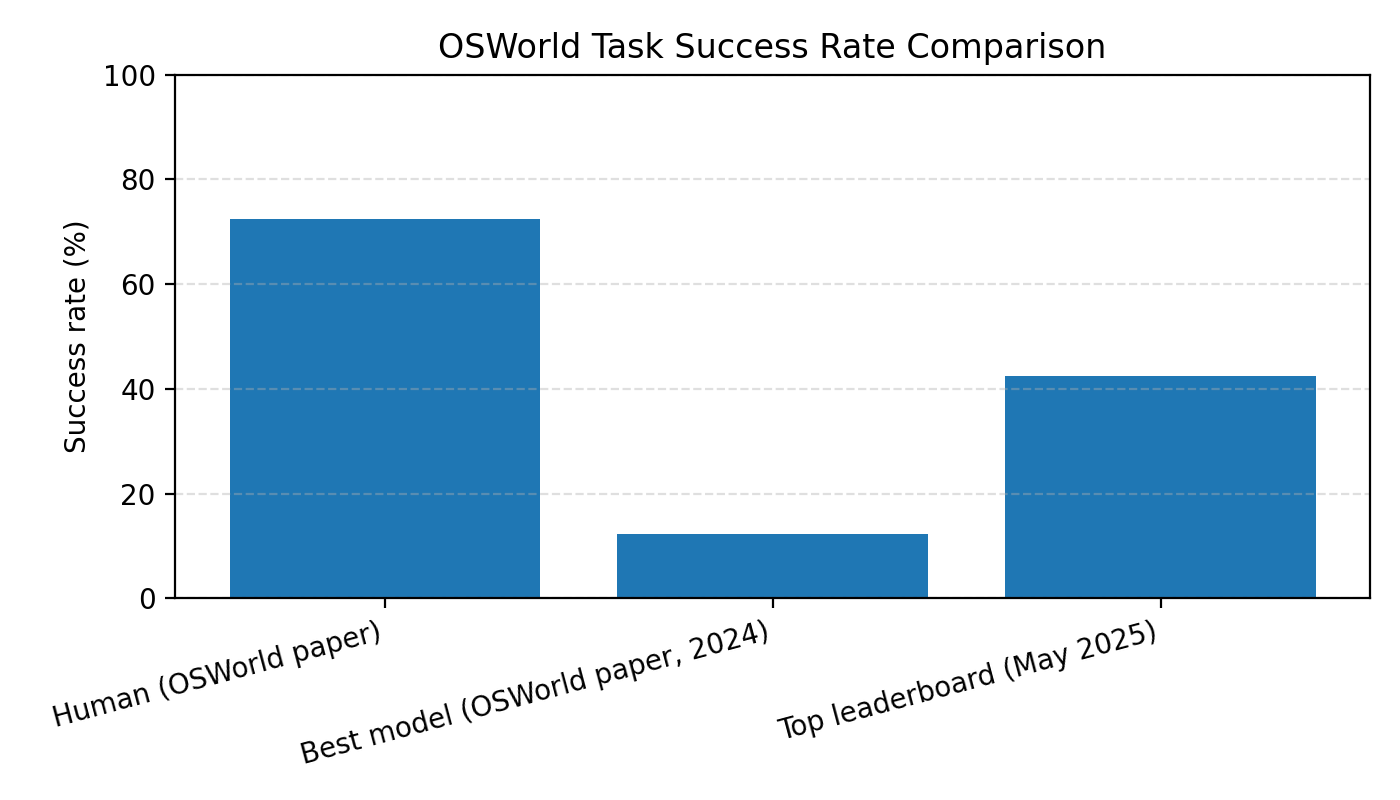 OSWorld Task Success Rate Comparison
100
80
60
40
20
0
Success rate (%)
Human (OSWorld paper)
Best model (OSWorld paper, 2024)
Top leaderboard (May 2025)